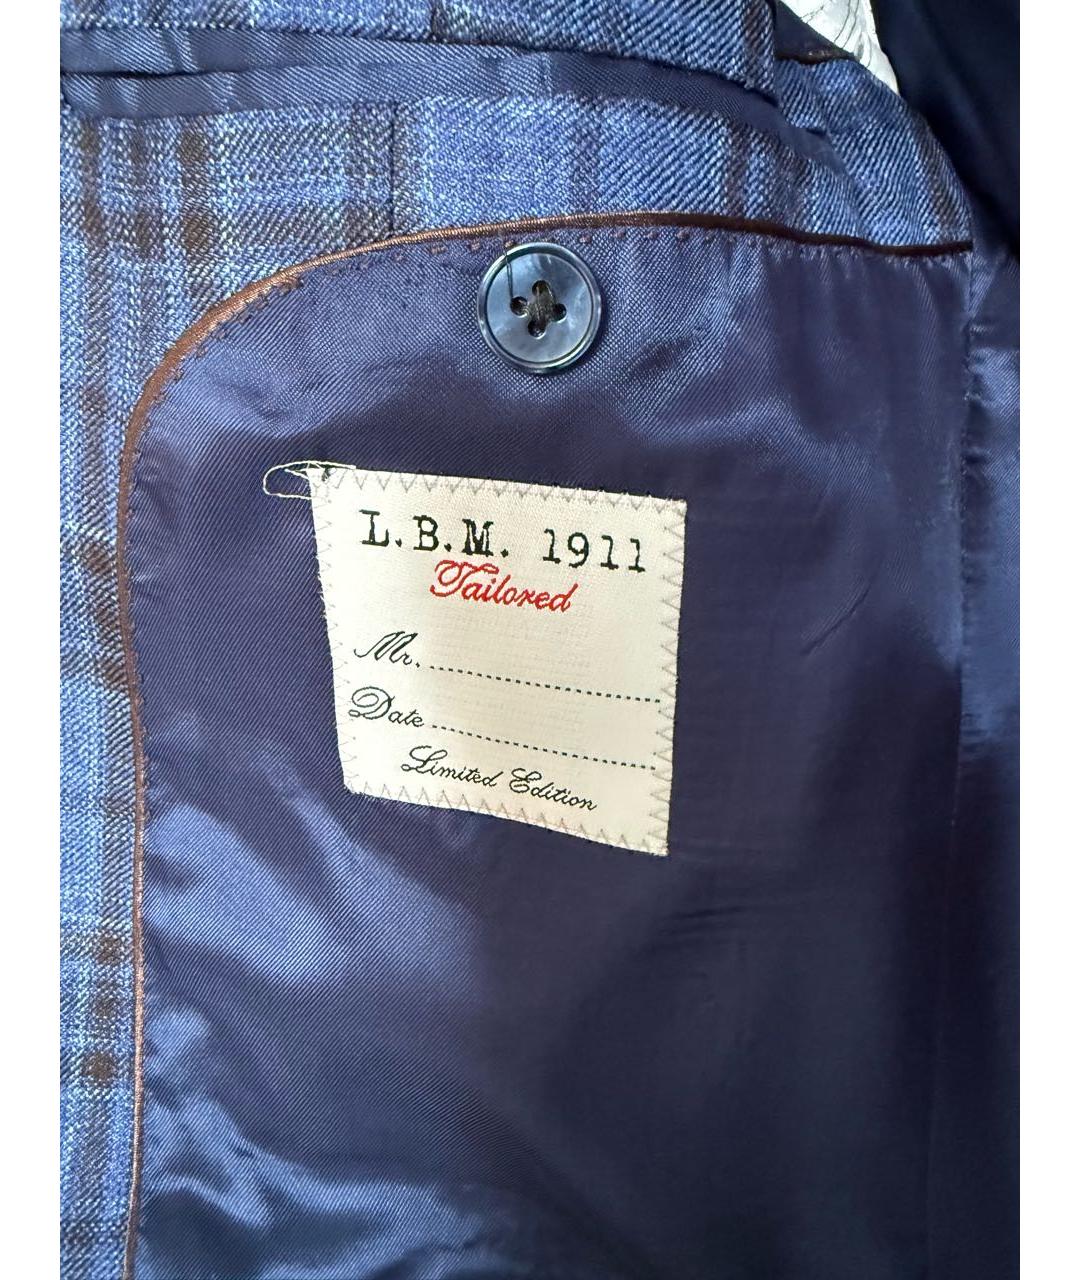 L.B.M. 1911
Tailored
Mr.
Date
Limited Edition